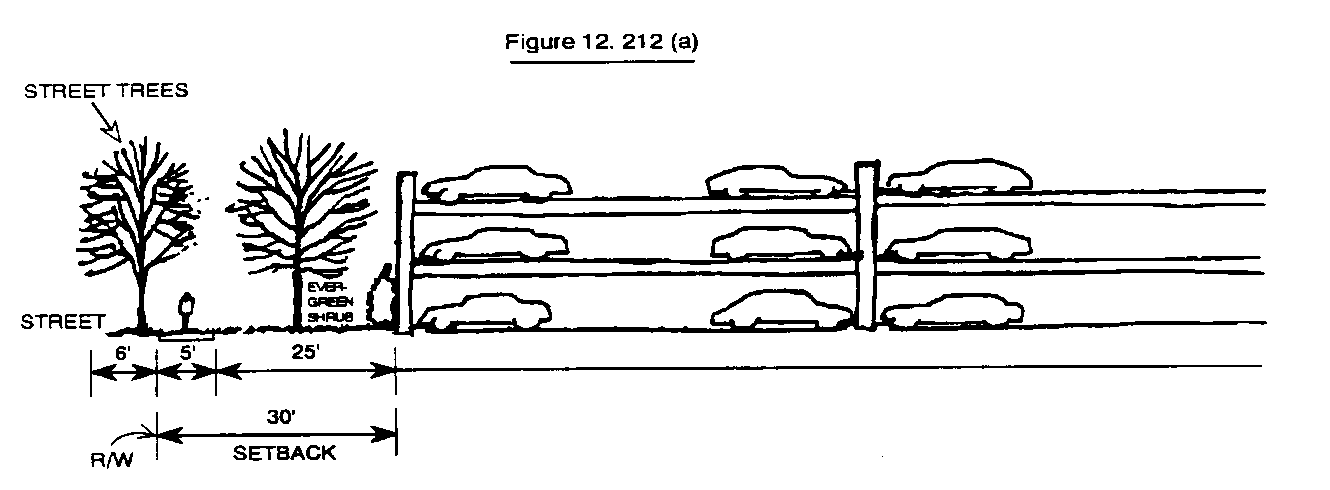 Figure 12. 212 (a)
STREET TREES
EVER-
GREEN
SHRUB
STREET
6' 5' 25'
30'
R/W SETBACK